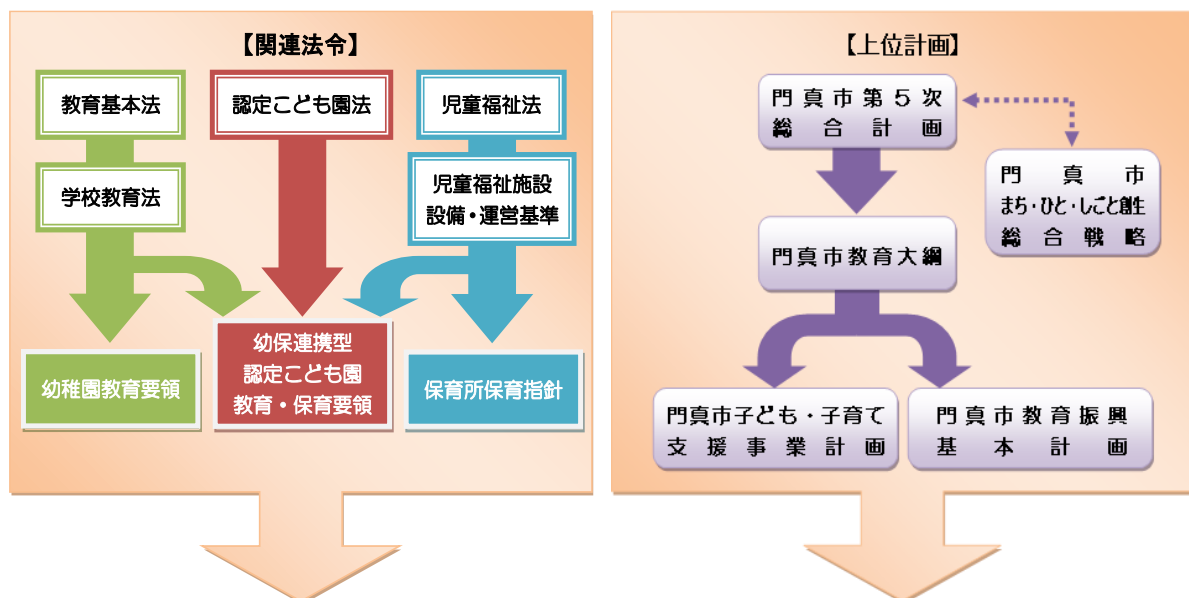 【関連法令】
教育基本法
認定こども園法
児童福祉法
学校教育法
児童福祉施設
設備・運営基準
幼稚園教育要領
幼保連携型
認定こども園
教育・保育要領
保育所保育指針
【上位計画】
門真市第5次
総合計画
門真市
まち・ひと・しごと創生
総合戦略
門真市教育大綱
門真市子ども・子育て
支援事業計画
門真市教育振興
基本計画